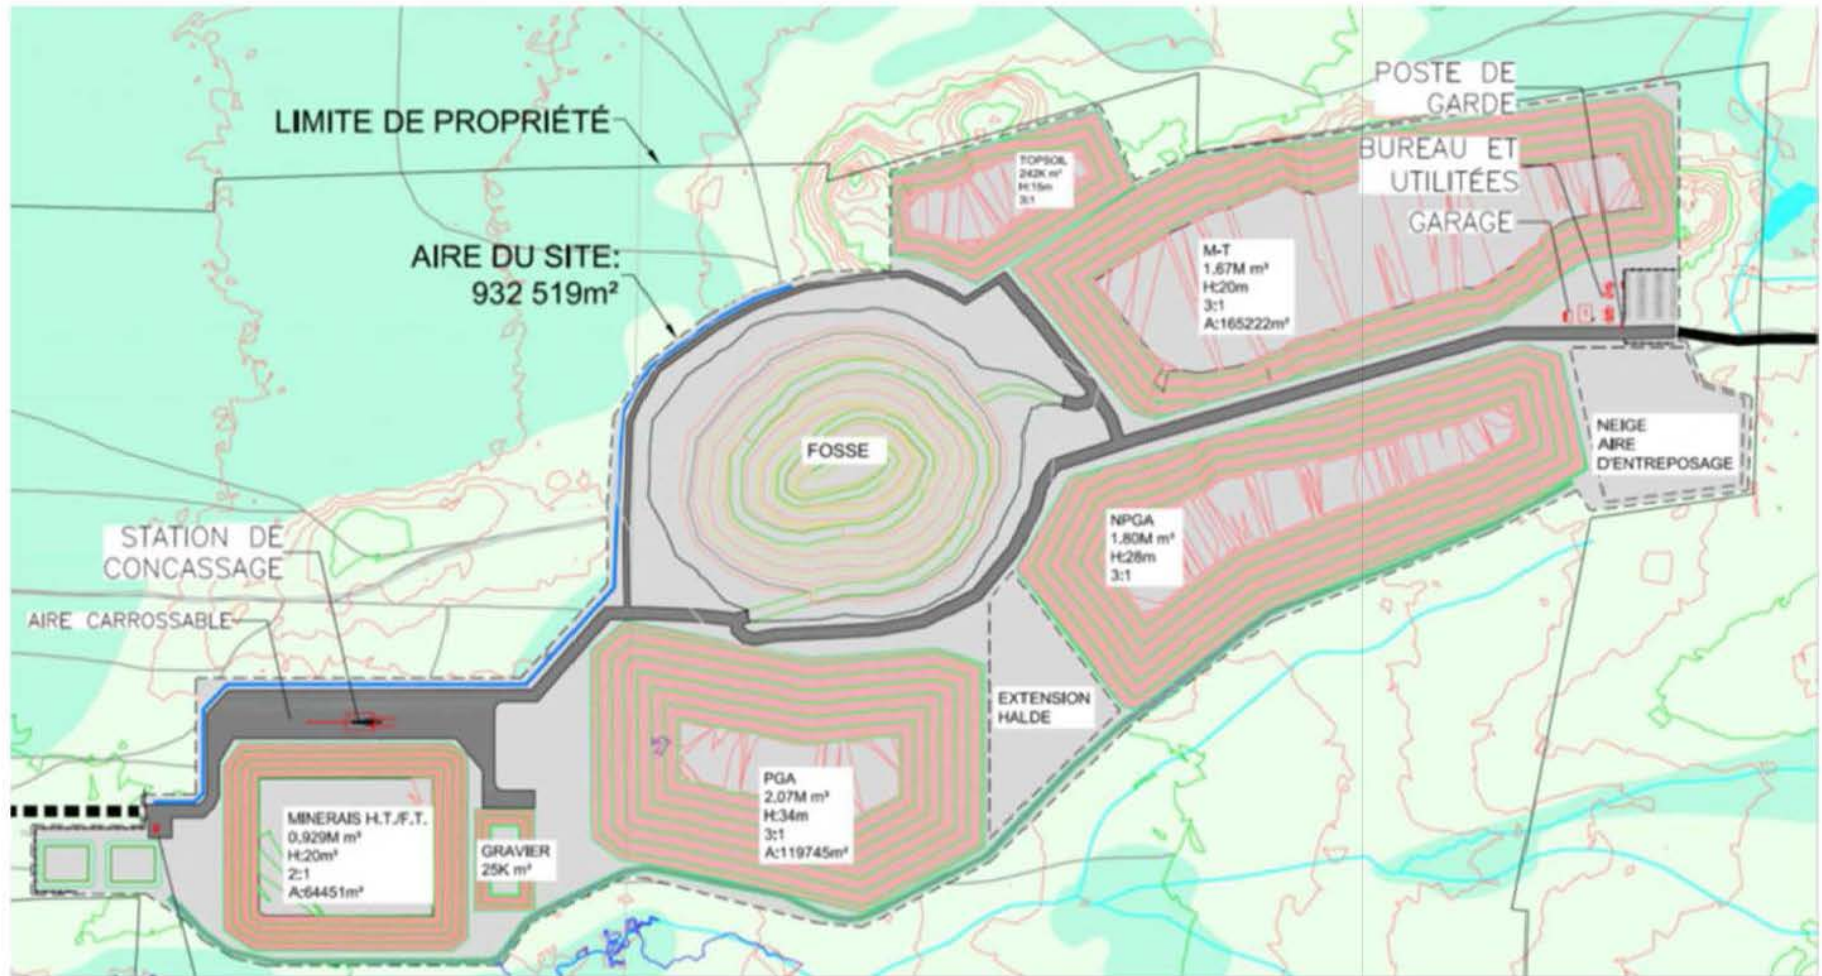 LIMITE DE PROPRIÉTÉ
POSTE DE
GARDE
TOPSOIL
242K m³
H:15m
3:1
BUREAU ET
UTILITÉES
GARAGE
AIRE DU SITE:
932 519m²
M-T
1.67M m³
H:20m
3:1
A:165222m²
FOSSE
NEIGE
AIRE
D'ENTREPOSAGE
NPGA
1.80M m³
H:28m
3:1
STATION DE
CONCASSAGE
AIRE CARROSSABLE
EXTENSION
HALDE
PGA
2,07M m³
H:34m
3:1
A:119745m²
MINERAIS H.T./F.T.
0,929M m³
H:20m³
2:1
A:64451m²
GRAVIER
25K m³